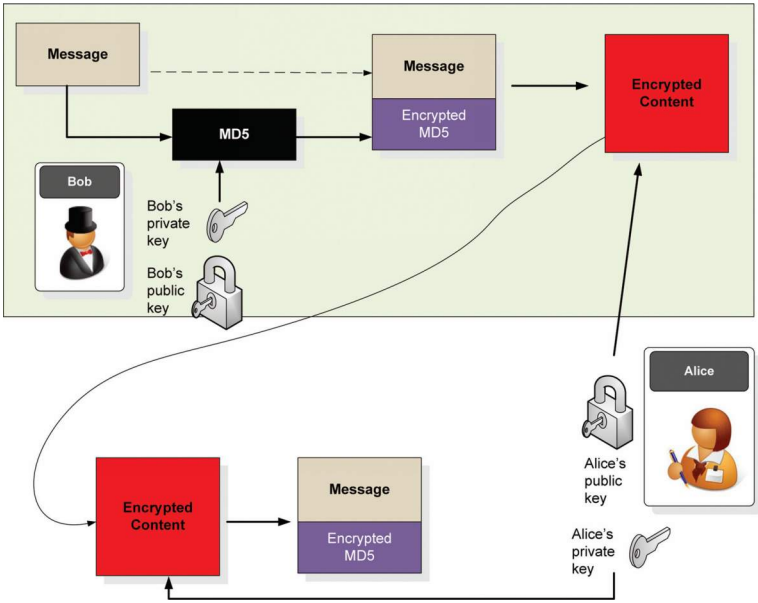 Message
Message
Encrypted
MD5
Encrypted
Content
MD5
Bob
Bob's
private
key
Bob's
public
key
Alice
Alice's
public
key
Encrypted
Content
Message
Encrypted
MD5
Alice's
private
key